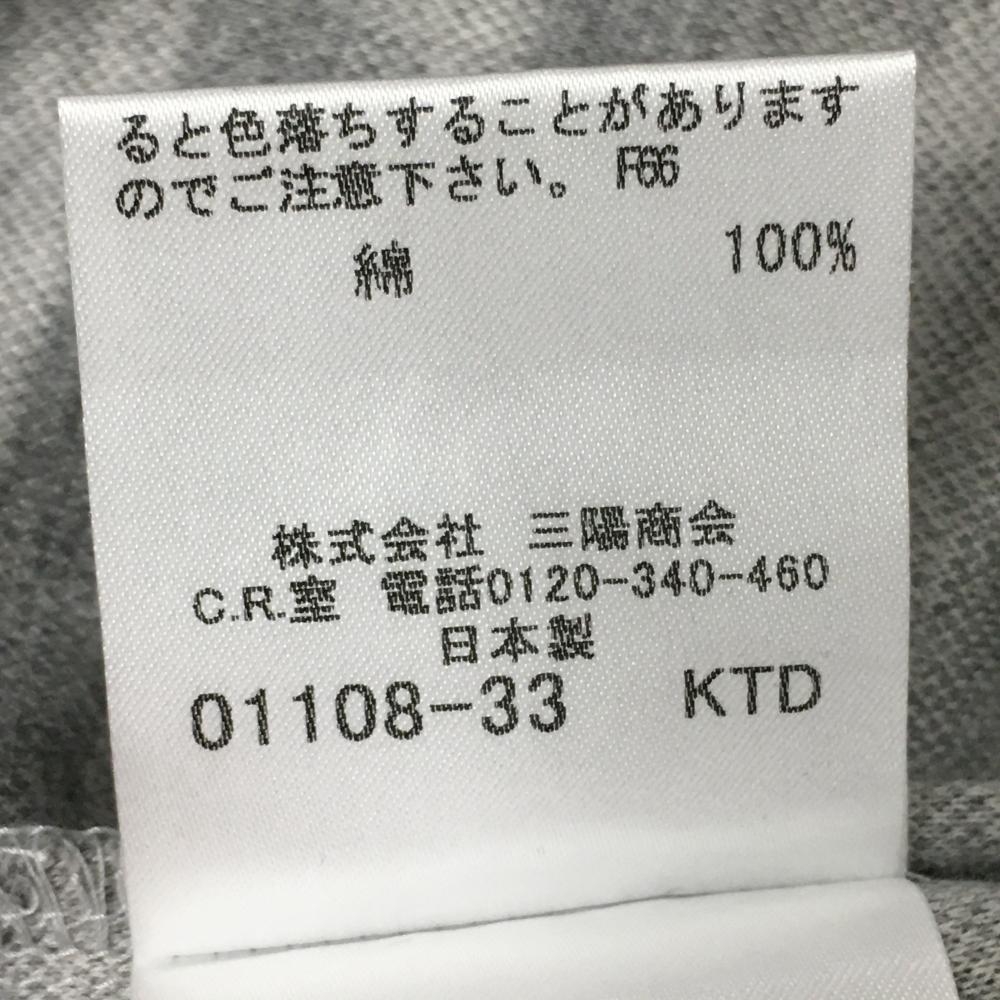 ると色落ちすることがあります
のでご注意下さい。 F66
綿 100%
株式会社 三陽商会
C.R.室 電話0120-340-460
日本製
01108-33 KTD